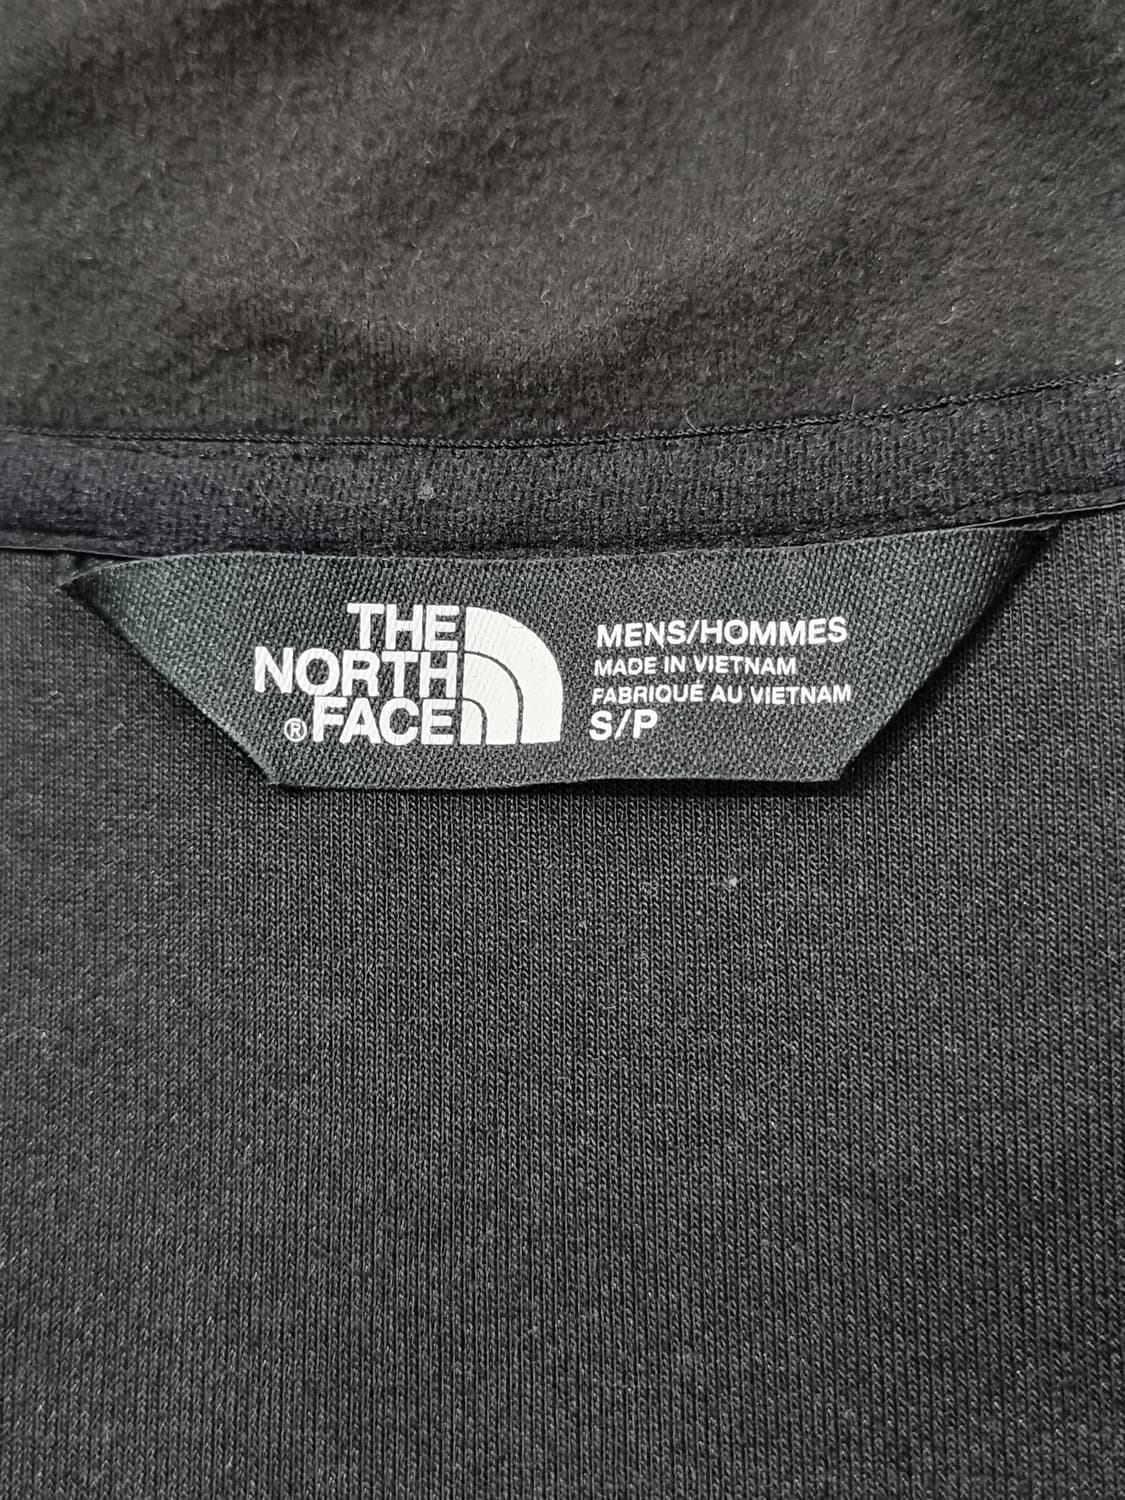 THE
NORTH
®FACE
MENS/HOMMES
MADE IN VIETNAM
FABRIQUÉ AU VIETNAM
S/P